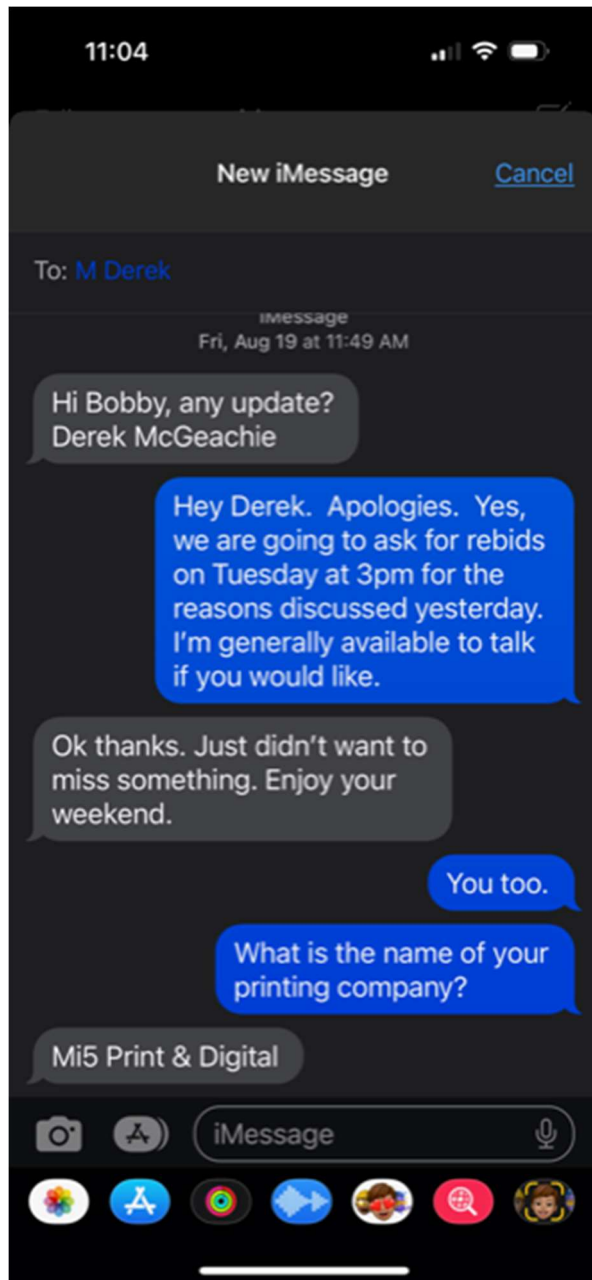 11:04
New iMessage
Cancel
To: M Derek
iMessage
Fri, Aug 19 at 11:49 AM
Hi Bobby, any update?
Derek McGeachie
Hey Derek.  Apologies.  Yes,
we are going to ask for rebids
on Tuesday at 3pm for the
reasons discussed yesterday.
I'm generally available to talk
if you would like.
Ok thanks. Just didn't want to
miss something. Enjoy your
weekend.
You too.
What is the name of your
printing company?
Mi5 Print & Digital
iMessage